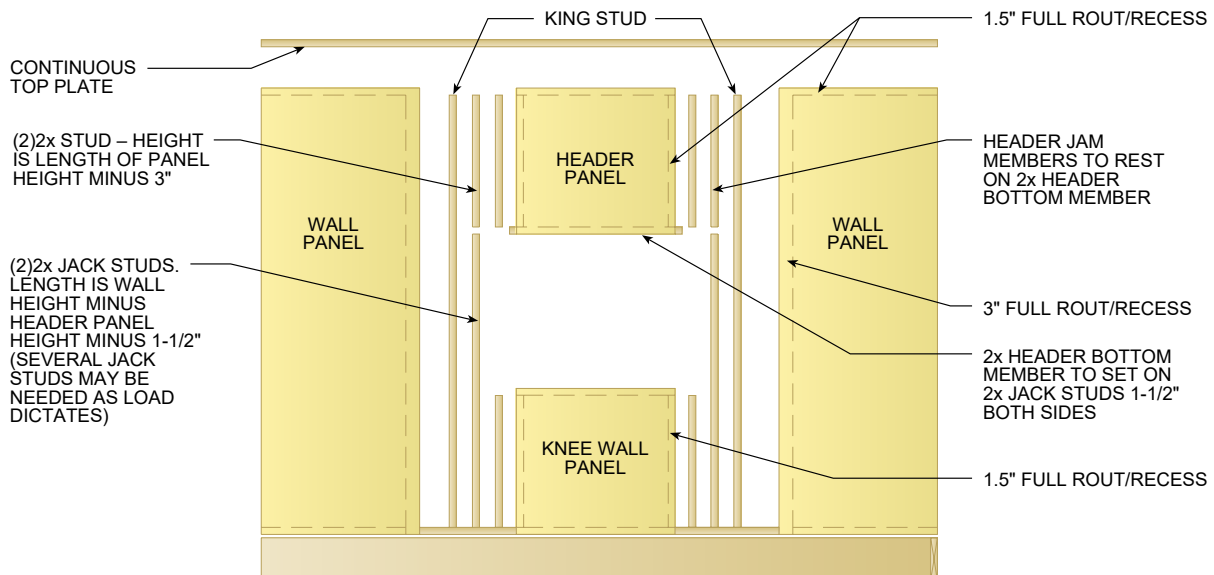 KING STUD
1.5" FULL ROUT/RECESS
CONTINUOUS
TOP PLATE
(2)2x STUD – HEIGHT
IS LENGTH OF PANEL
HEIGHT MINUS 3"
HEADER
PANEL
HEADER JAM
MEMBERS TO REST
ON 2x HEADER
BOTTOM MEMBER
WALL
PANEL
WALL
PANEL
(2)2x JACK STUDS.
LENGTH IS WALL
HEIGHT MINUS
HEADER PANEL
HEIGHT MINUS 1-1/2"
(SEVERAL JACK
STUDS MAY BE
NEEDED AS LOAD
DICTATES)
3" FULL ROUT/RECESS
2x HEADER BOTTOM
MEMBER TO SET ON
2x JACK STUDS 1-1/2"
BOTH SIDES
KNEE WALL
PANEL
1.5" FULL ROUT/RECESS